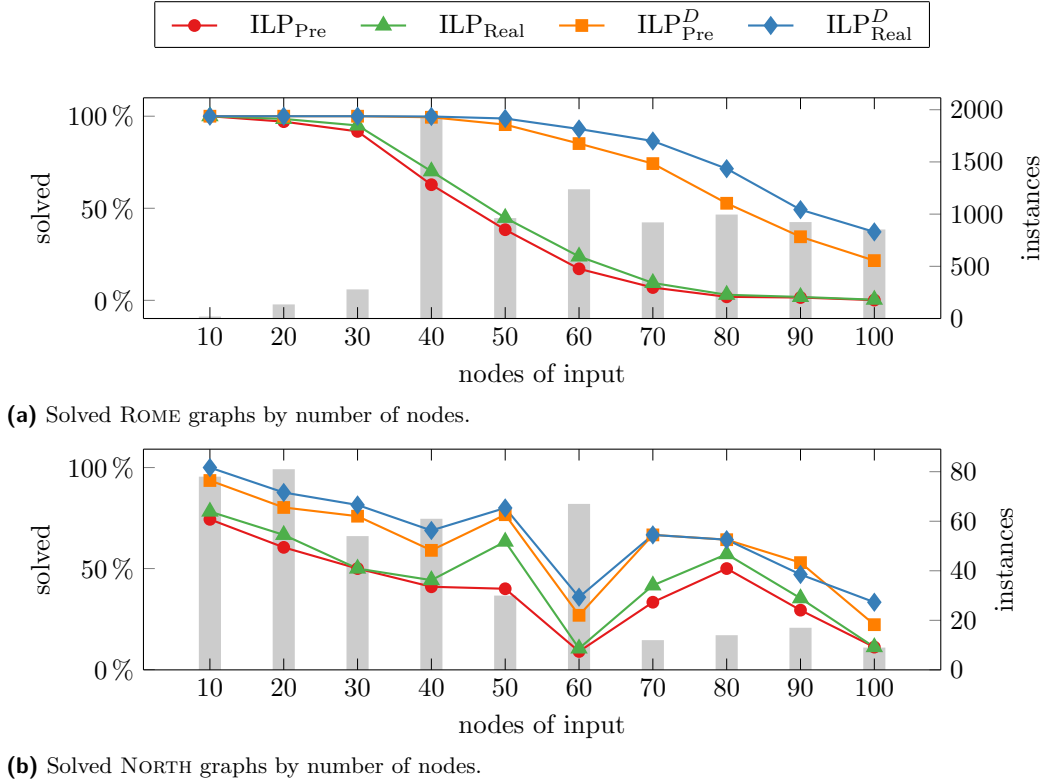 ILP_Pre ILP_Real ILP^D_Pre ILP^D_Real
100 %
50 %
0 %
solved
2000
1500
1000
500
0
instances
10 20 30 40 50 60 70 80 90 100
nodes of input
(a) Solved ROME graphs by number of nodes.
100 %
50 %
0 %
solved
80
60
40
20
0
instances
10 20 30 40 50 60 70 80 90 100
nodes of input
(b) Solved NORTH graphs by number of nodes.